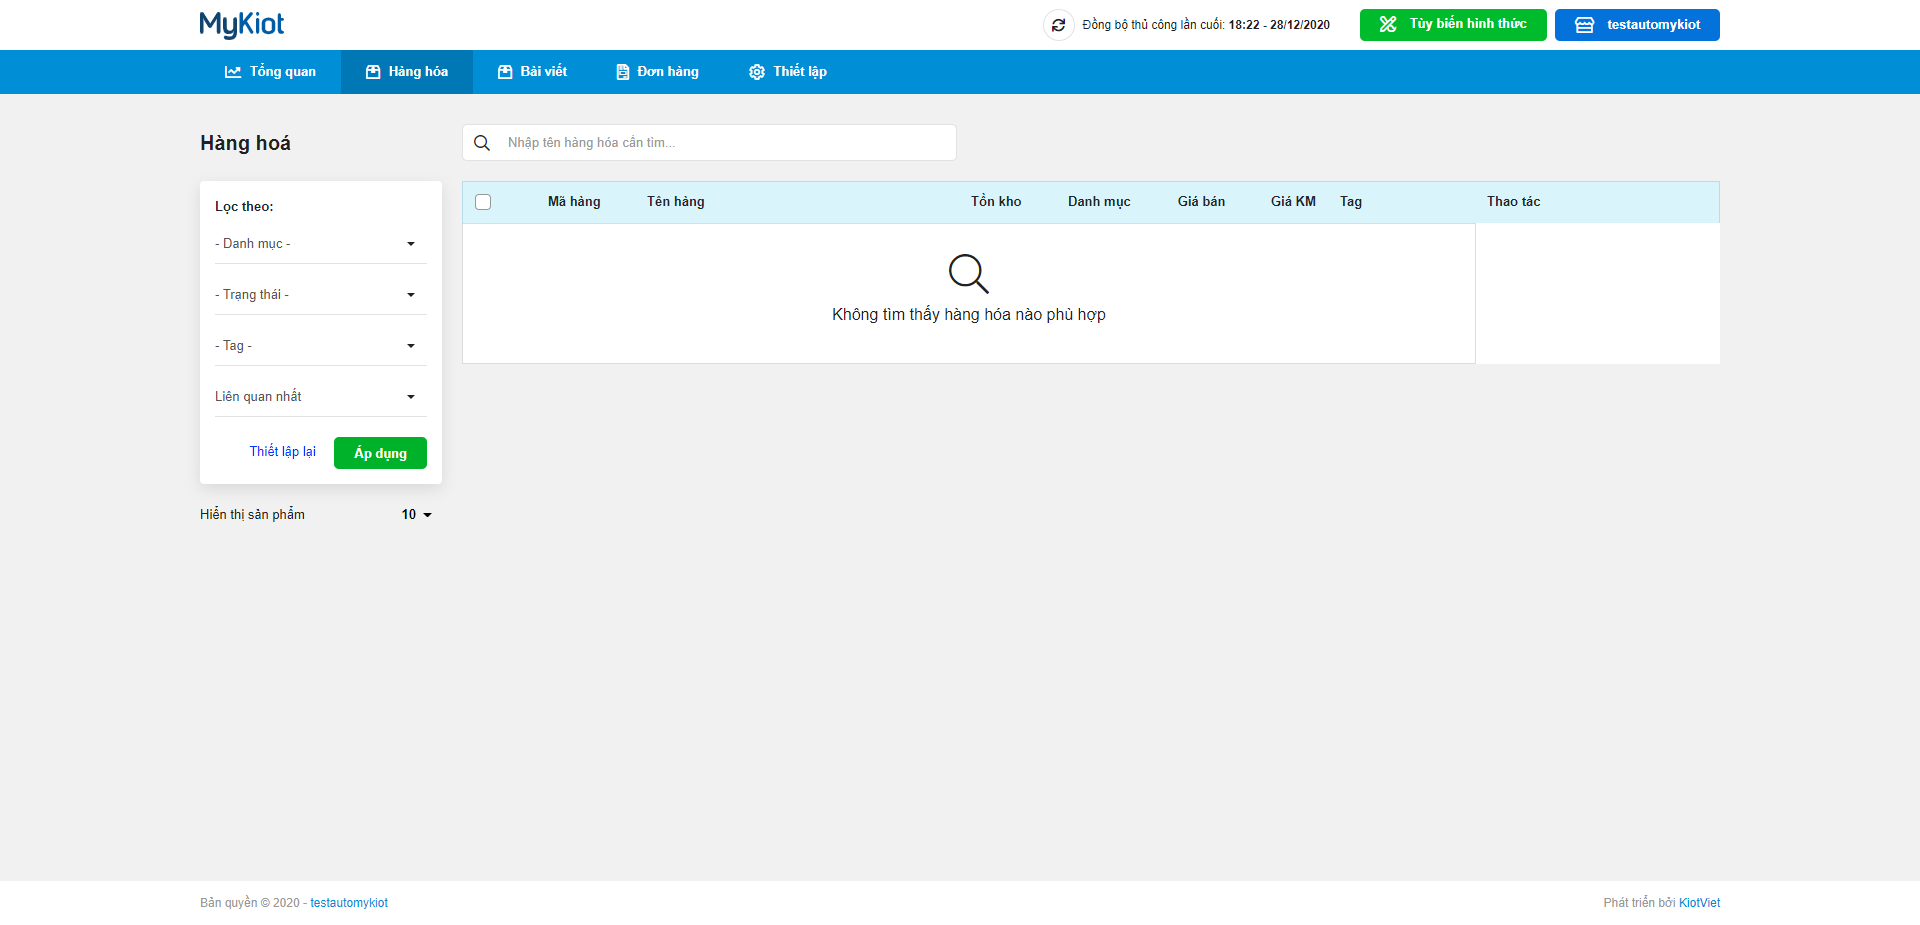 MyKiot
Đồng bộ thủ công lần cuối: 18:22 - 28/12/2020
Tùy biến hình thức
testautomykiot
Tổng quan
Hàng hóa
Bài viết
Đơn hàng
Thiết lập
Hàng hoá
Nhập tên hàng hóa cần tìm...
Lọc theo:
- Danh mục -
- Trạng thái -
- Tag -
Liên quan nhất
Thiết lập lại
Áp dụng
Hiển thị sản phẩm
10
Mã hàng
Tên hàng
Tồn kho
Danh mục
Giá bán
Giá KM
Tag
Thao tác
Không tìm thấy hàng hóa nào phù hợp
Bản quyền © 2020 - testautomykiot
Phát triển bởi KiotViet